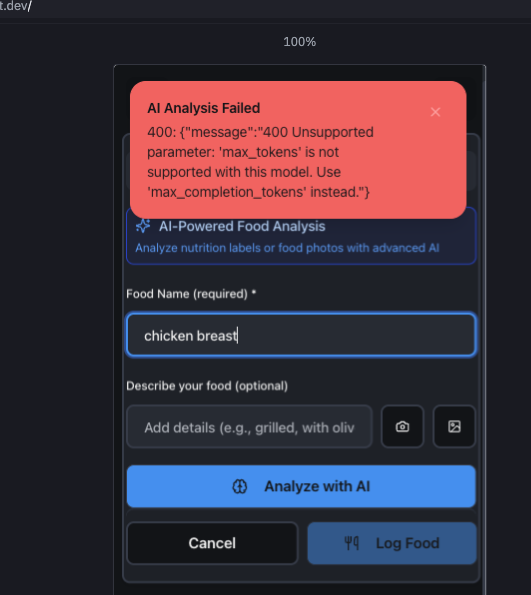 t.dev/
100%
AI Analysis Failed
400: {"message":"400 Unsupported
parameter: 'max_tokens' is not
supported with this model. Use
'max_completion_tokens' instead."}
AI-Powered Food Analysis
Analyze nutrition labels or food photos with advanced AI
Food Name (required) *
chicken breast
Describe your food (optional)
Add details (e.g., grilled, with oliv
Analyze with AI
Cancel
Log Food